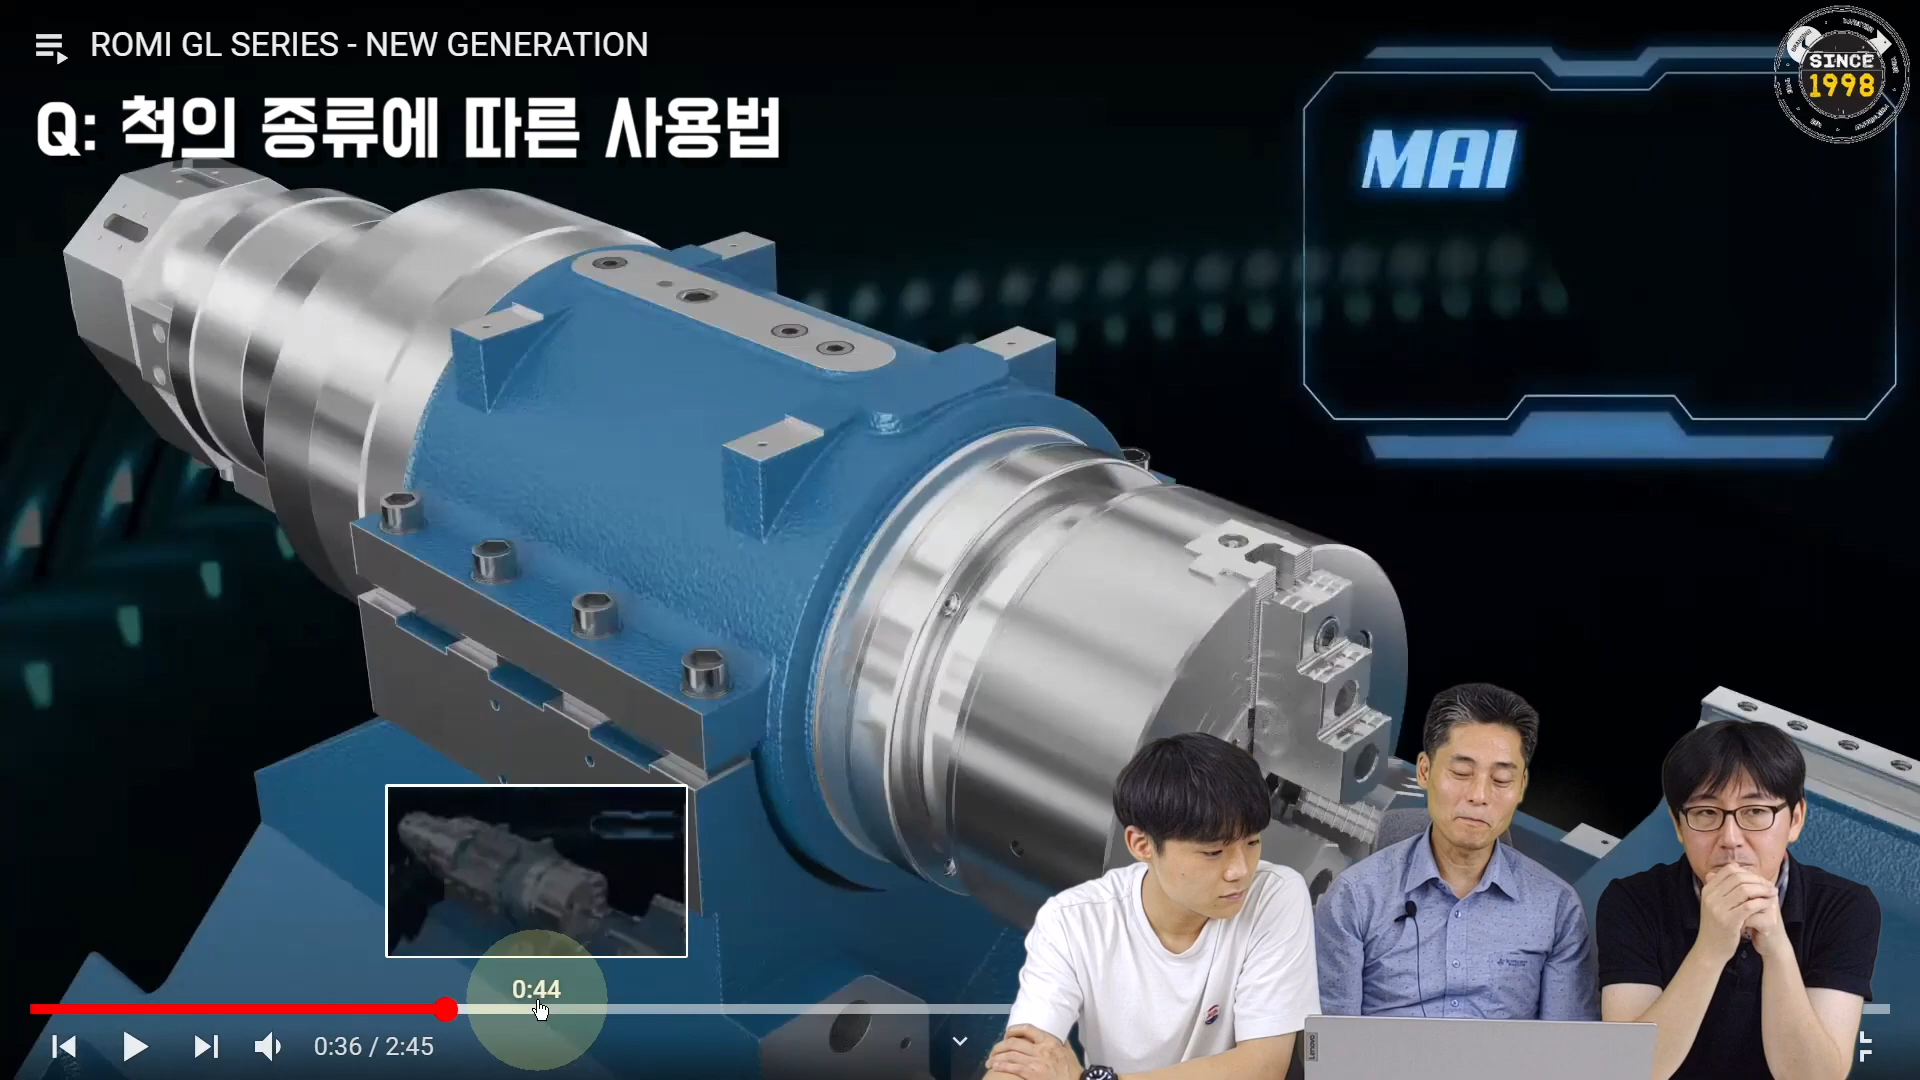 ROMI GL SERIES - NEW GENERATION
Q: 척의 종류에 따른 사용법
SINCE
1998
MAI
0:44
0:36 / 2:45
Lenovo